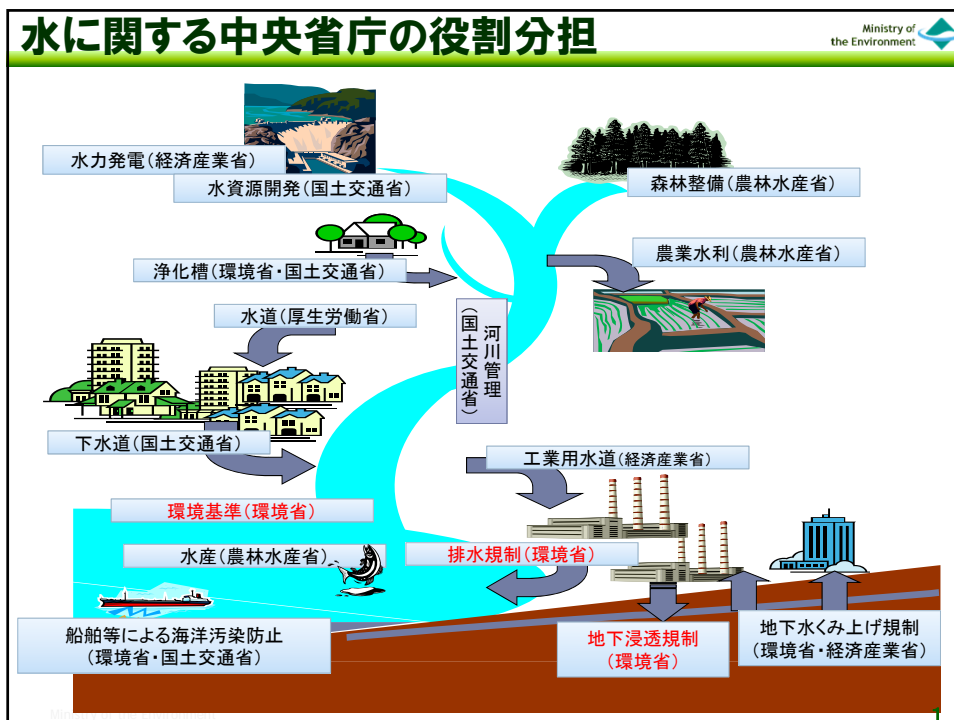 水に関する中央省庁の役割分担
Ministry of
the Environment
水力発電(経済産業省)
水資源開発(国土交通省)
森林整備(農林水産省)
農業水利(農林水産省)
浄化槽(環境省・国土交通省)
水道(厚生労働省)
河川管理
(国土交通省)
下水道(国土交通省)
工業用水道(経済産業省)
環境基準(環境省)
水産(農林水産省)
排水規制(環境省)
船舶等による海洋汚染防止
(環境省・国土交通省)
地下浸透規制
(環境省)
地下水くみ上げ規制
(環境省・経済産業省)
Ministry of the Environment
1